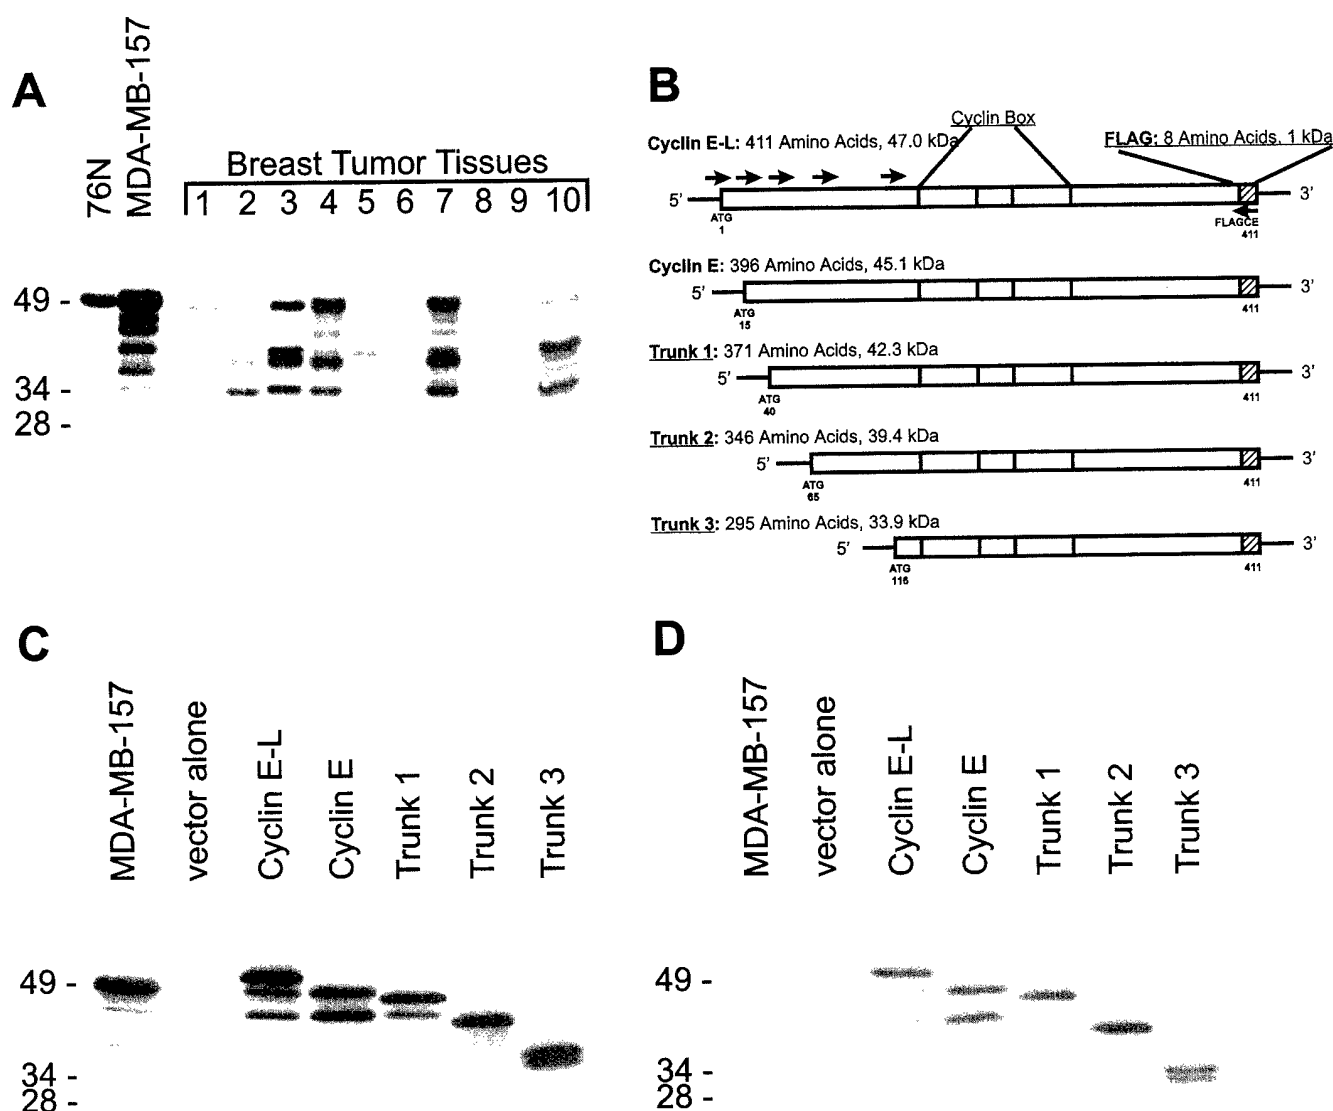 A
76N
MDA-MB-157
Breast Tumor Tissues
1 2 3 4 5 6 7 8 9 10
49 -
34 -
28 -
B
Cyclin Box
Cyclin E-L: 411 Amino Acids, 47.0 kDa
FLAG: 8 Amino Acids, 1 kDa
5' 3'
ATG
1
FLAGCE
411
Cyclin E: 396 Amino Acids, 45.1 kDa
5' 3'
ATG
15
411
Trunk 1: 371 Amino Acids, 42.3 kDa
5' 3'
ATG
40
411
Trunk 2: 346 Amino Acids, 39.4 kDa
5' 3'
ATG
65
411
Trunk 3: 295 Amino Acids, 33.9 kDa
5' 3'
ATG
116
411
C
MDA-MB-157
vector alone
Cyclin E-L
Cyclin E
Trunk 1
Trunk 2
Trunk 3
49 -
34 -
28 -
D
MDA-MB-157
vector alone
Cyclin E-L
Cyclin E
Trunk 1
Trunk 2
Trunk 3
49 -
34 -
28 -